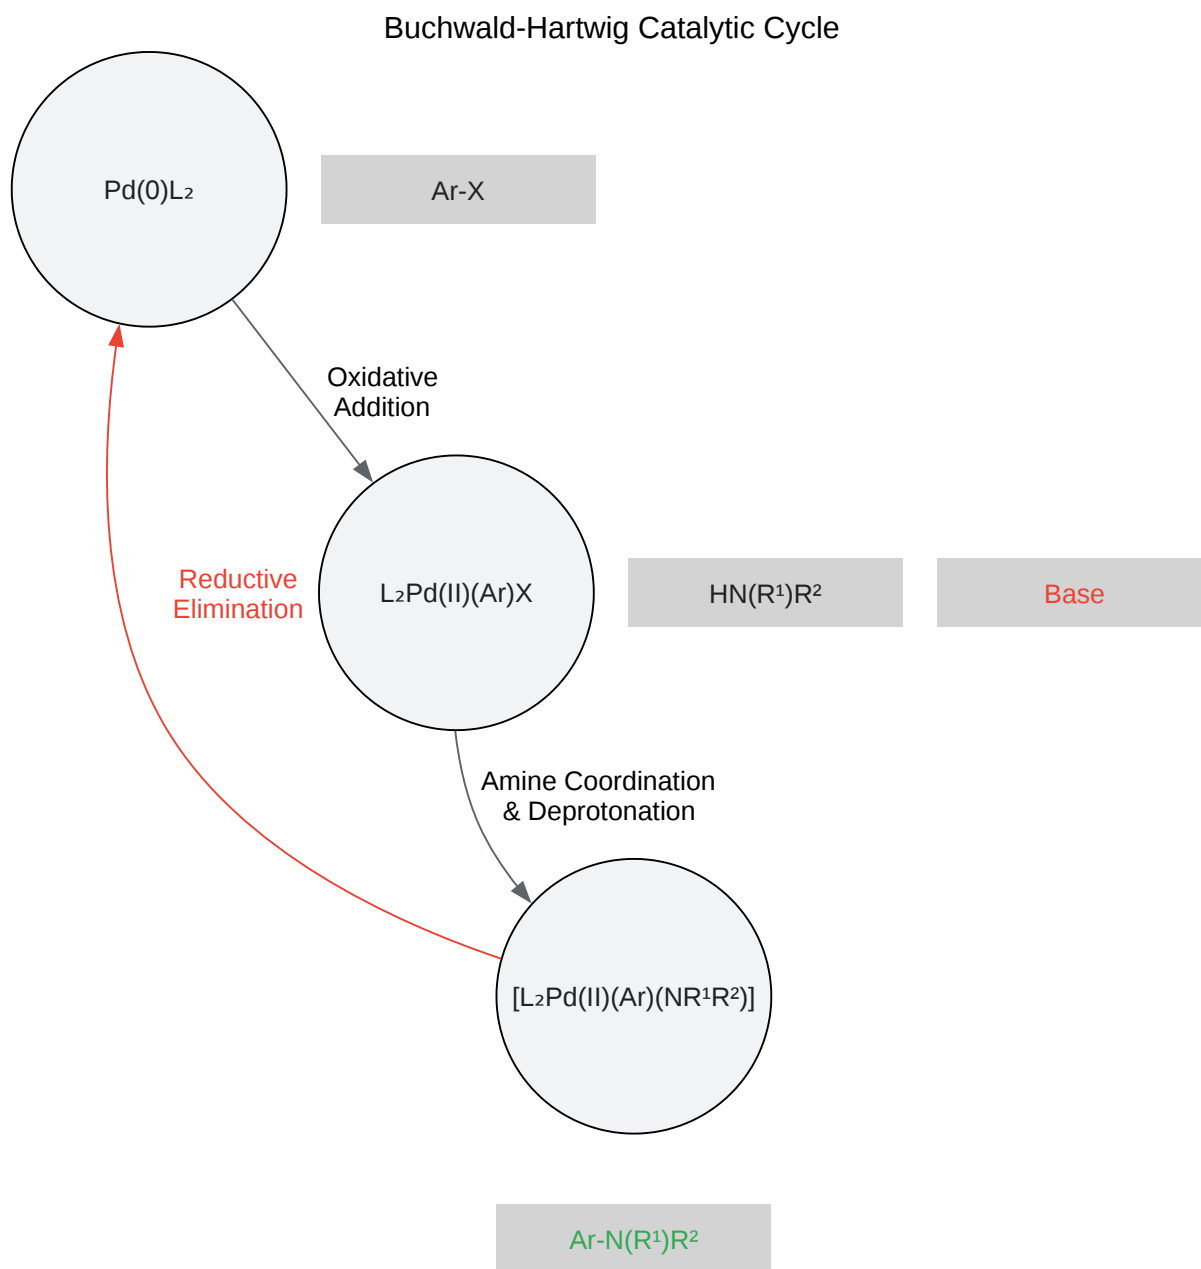 Buchwald-Hartwig Catalytic Cycle
Pd(0)L₂
Ar-X
Oxidative
Addition
Reductive
Elimination
L₂Pd(II)(Ar)X
HN(R¹)R²
Base
Amine Coordination
& Deprotonation
[L₂Pd(II)(Ar)(NR¹R²)]
Ar-N(R¹)R²